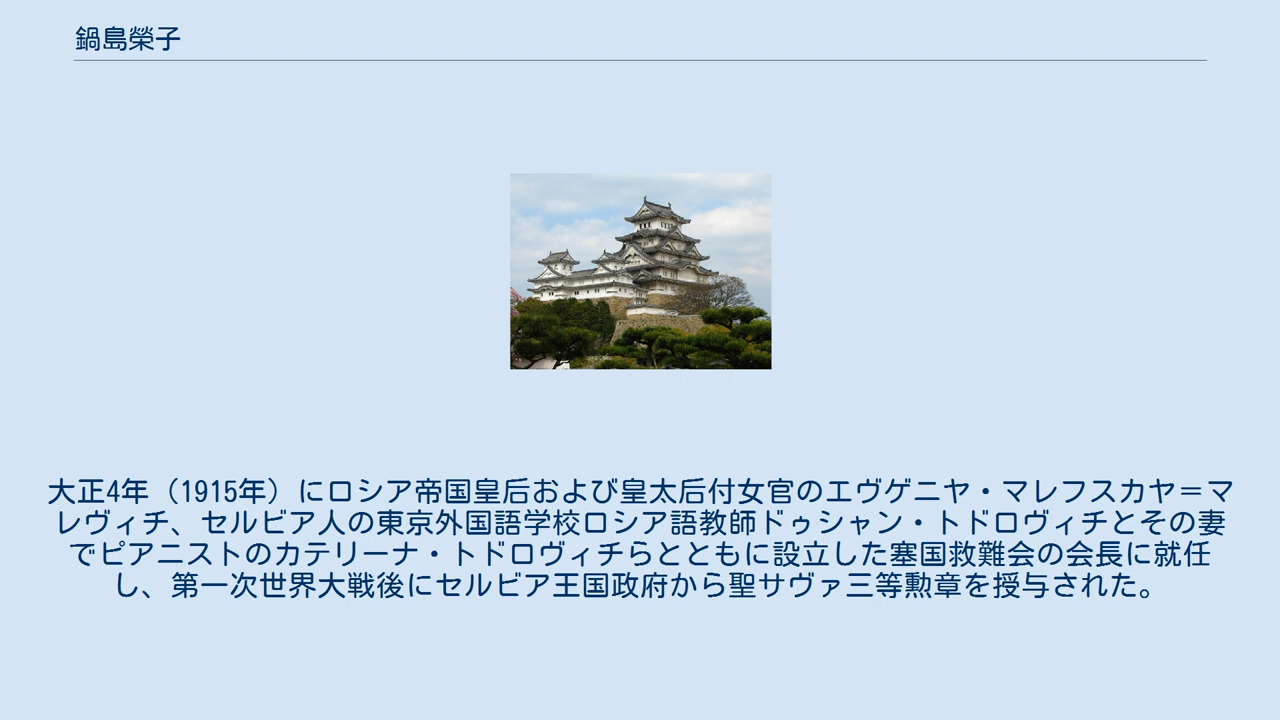 鍋島榮子
大正4年（1915年）にロシア帝国皇后および皇太后付女官のエヴゲニヤ・マレフスカヤ＝マ
レヴィチ、セルビア人の東京外国語学校ロシア語教師ドゥシャン・トドロヴィチとその妻
でピアニストのカテリーナ・トドロヴィチらとともに設立した塞国救難会の会長に就任
し、第一次世界大戦後にセルビア王国政府から聖サヴァ三等勲章を授与された。